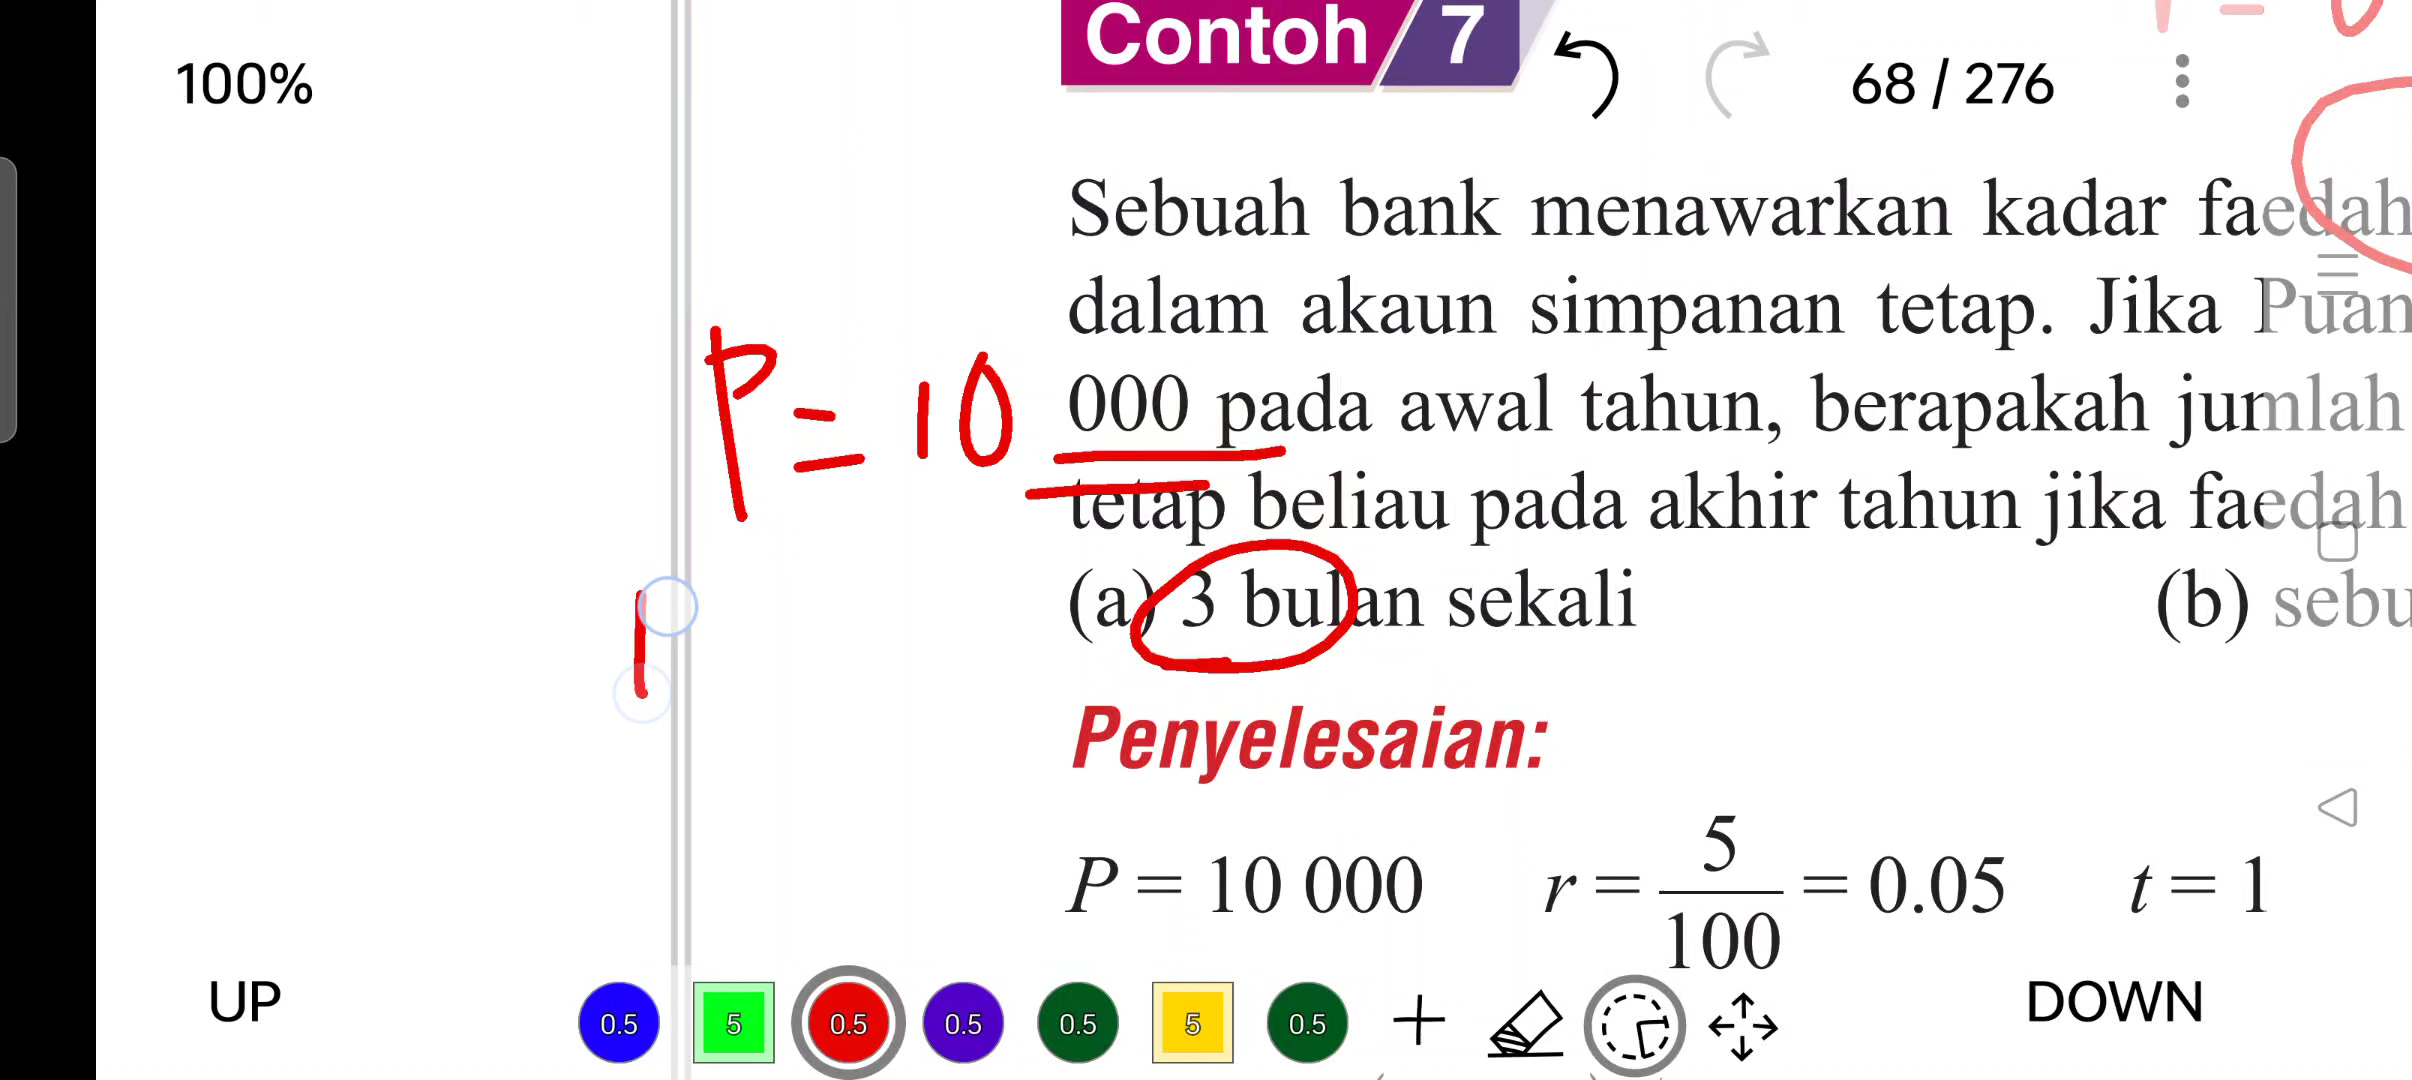 Contoh 7
100%
68 / 276
Sebuah bank menawarkan kadar faedah
dalam akaun simpanan tetap. Jika Puan
P = 10
000 pada awal tahun, berapakah jumlah
tetap beliau pada akhir tahun jika faedah
(a) 3 bulan sekali (b) sebu
Penyelesaian:
P = 10 000 r = 5/100 = 0.05 t = 1
UP 0.5 5 0.5 0.5 0.5 5 0.5 DOWN